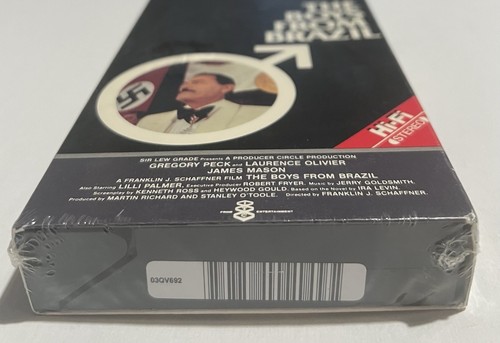 THE
BOYS
FROM
BRAZIL
Hi-Fi
STEREO
SIR LEW GRADE Presents A PRODUCER CIRCLE PRODUCTION
GREGORY PECK and LAURENCE OLIVIER
JAMES MASON
A FRANKLIN J. SCHAFFNER FILM THE BOYS FROM BRAZIL
Also Starring LILLI PALMER, Executive Producer ROBERT FRYER. Music by JERRY GOLDSMITH.
Screenplay by KENNETH ROSS and HEYWOOD GOULD. Based on the Novel by IRA LEVIN.
Produced by MARTIN RICHARD and STANLEY O'TOOLE. Directed by FRANKLIN J. SCHAFFNER.
ENTERTAINMENT
03GV692